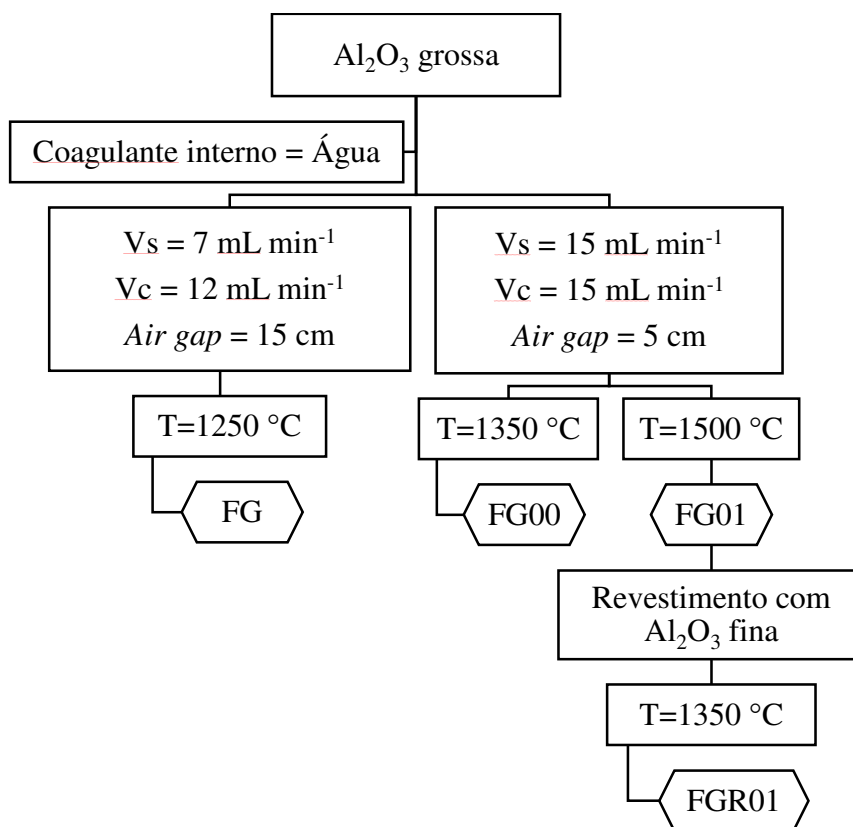 Al₂O₃ grossa
Coagulante interno = Água
Vs = 7 mL min⁻¹
Vc = 12 mL min⁻¹
Air gap = 15 cm
Vs = 15 mL min⁻¹
Vc = 15 mL min⁻¹
Air gap = 5 cm
T=1250 °C
T=1350 °C
T=1500 °C
FG
FG00
FG01
Revestimento com
Al₂O₃ fina
T=1350 °C
FGR01